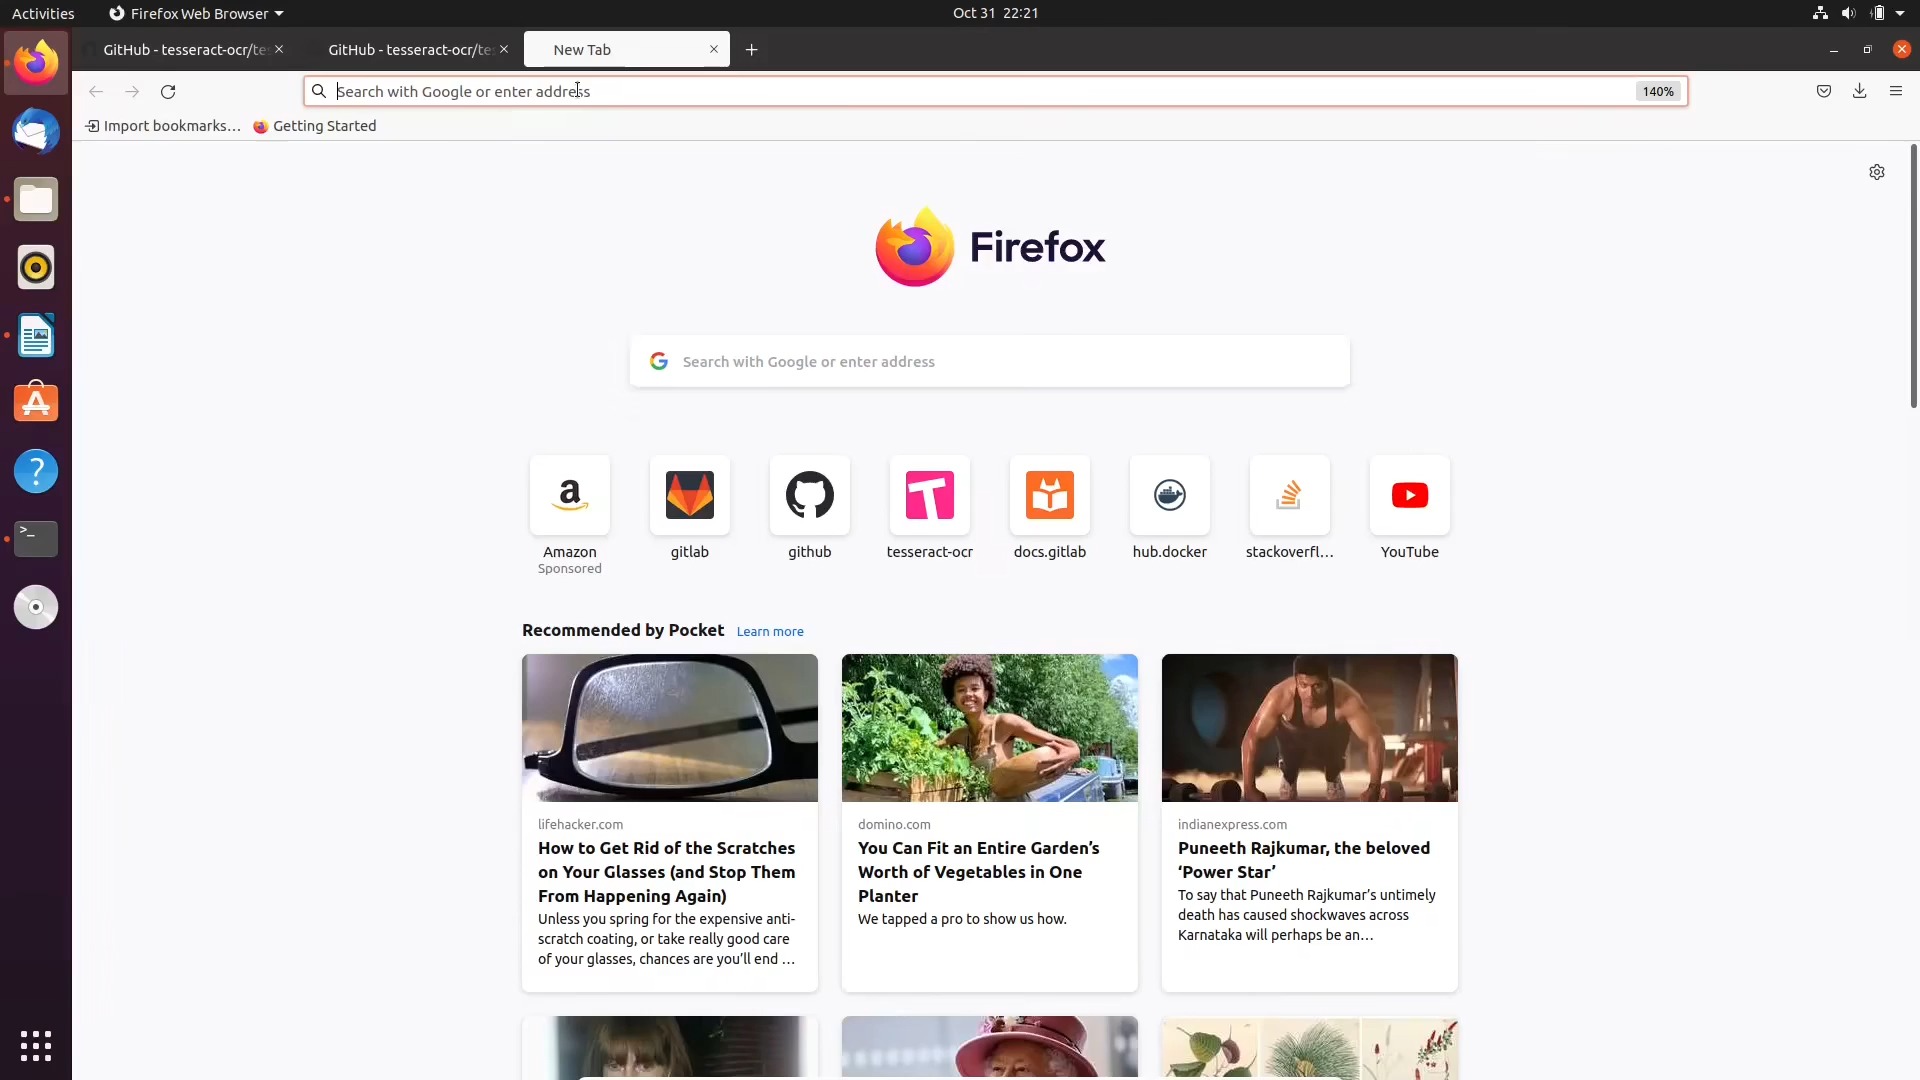 Activities
Firefox Web Browser
Oct 31 22:21
GitHub - tesseract-ocr/te
GitHub - tesseract-ocr/te
New Tab
Search with Google or enter address
140%
Import bookmarks...
Getting Started
Firefox
Search with Google or enter address
a
Amazon
Sponsored
gitlab
github
T
tesseract-ocr
docs.gitlab
hub.docker
stackoverfl...
YouTube
?
>_
Recommended by Pocket Learn more
lifehacker.com
How to Get Rid of the Scratches
on Your Glasses (and Stop Them
From Happening Again)
Unless you spring for the expensive anti-
scratch coating, or take really good care
of your glasses, chances are you'll end ...
domino.com
You Can Fit an Entire Garden's
Worth of Vegetables in One
Planter
We tapped a pro to show us how.
indianexpress.com
Puneeth Rajkumar, the beloved
'Power Star'
To say that Puneeth Rajkumar's untimely
death has caused shockwaves across
Karnataka will perhaps be an...